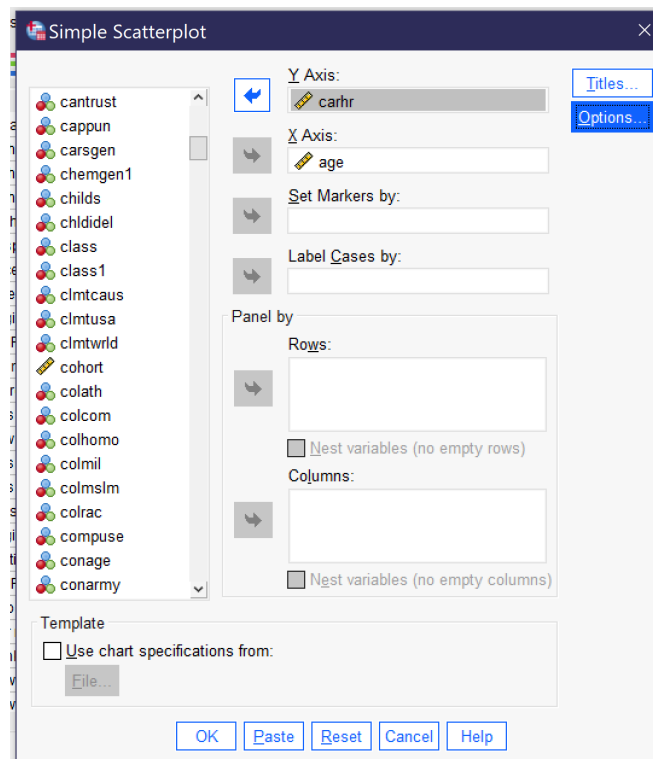 Simple Scatterplot
cantrust
cappun
carsgen
chemgen1
childs
chldidel
class
class1
clmtcaus
clmtusa
clmtwrld
cohort
colath
colcom
colhomo
colmil
colmslm
colrac
compuse
conage
conarmy
Y Axis:
carhr
X Axis:
age
Set Markers by:
Label Cases by:
Panel by
Rows:
Nest variables (no empty rows)
Columns:
Nest variables (no empty columns)
Titles...
Options...
Template
Use chart specifications from:
File...
OK Paste Reset Cancel Help